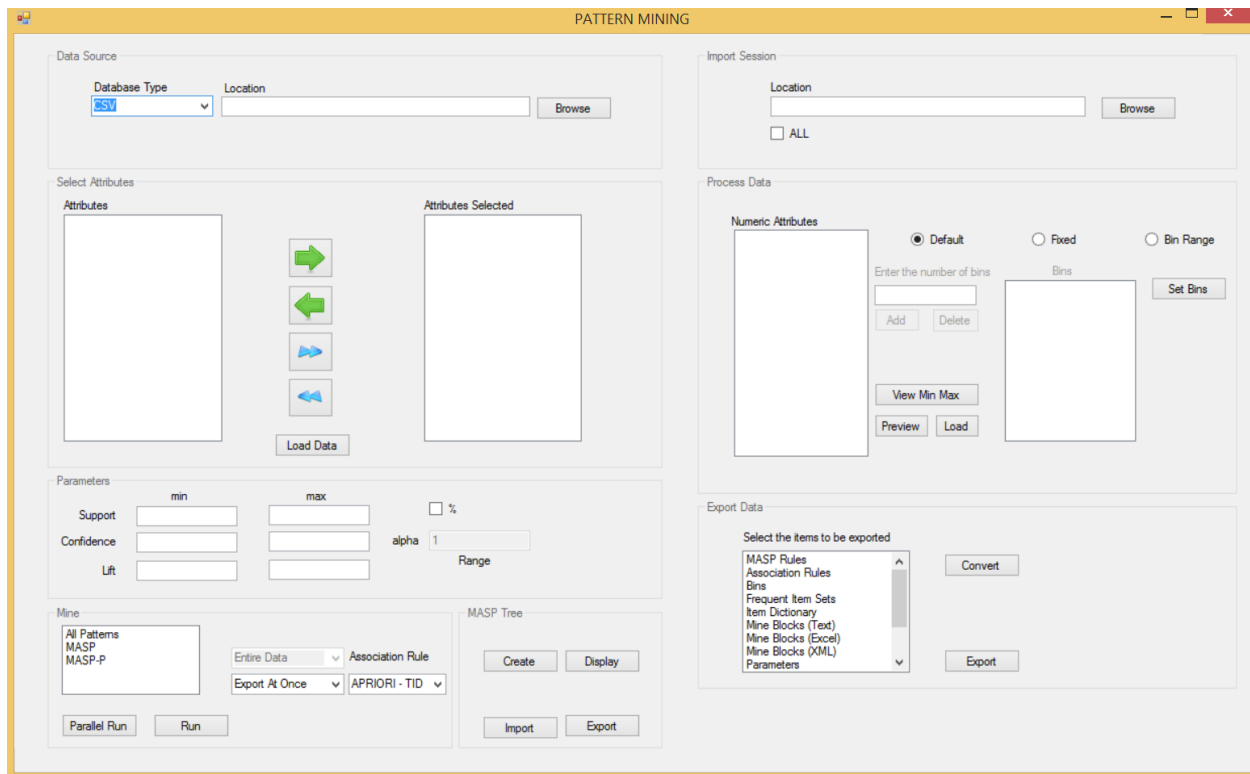 PATTERN MINING
Data Source
Database Type Location
CSV
Browse
Import Session
Location
Browse
ALL
Select Attributes
Attributes Attributes Selected
Load Data
Process Data
Numeric Attributes
Default Fixed Bin Range
Enter the number of bins Bins
Set Bins
Add Delete
View Min Max
Preview Load
Parameters
min max
Support %
Confidence alpha 1
Range
Lift
Export Data
Select the items to be exported
MASP Rules
Association Rules
Bins
Frequent Item Sets
Item Dictionary
Mine Blocks (Text)
Mine Blocks (Excel)
Mine Blocks (XML)
Parameters
Convert
Export
Mine
All Patterns
MASP
MASP-P
Entire Data Association Rule
Export At Once APRIORI - TID
Parallel Run Run
MASP Tree
Create Display
Import Export